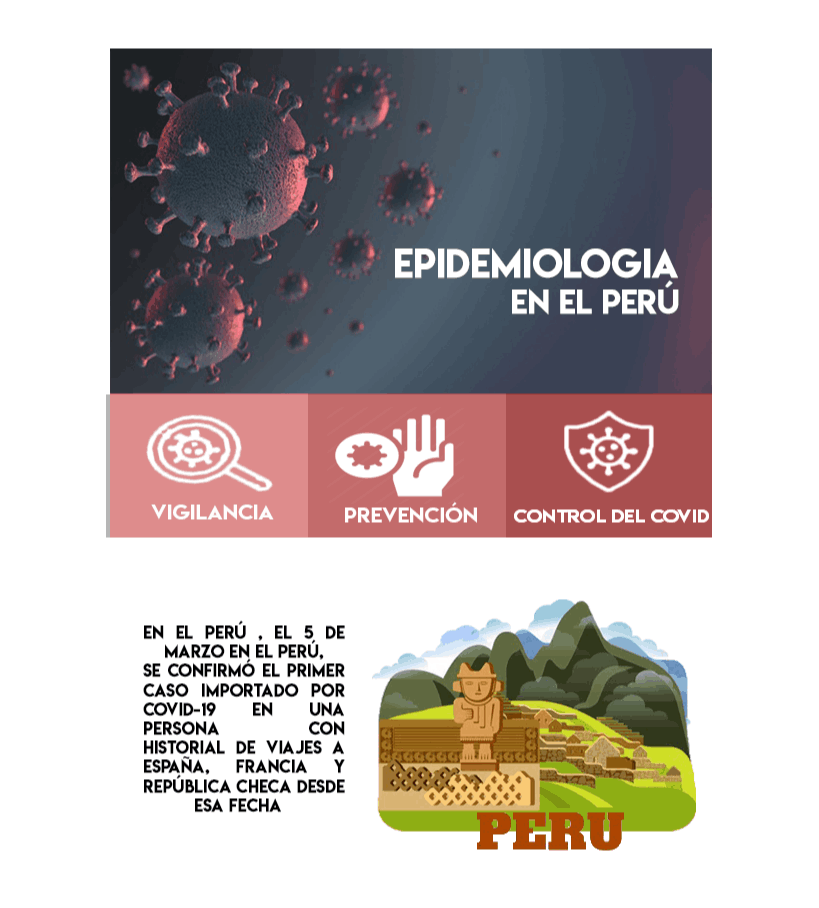 EPIDEMIOLOGIA
EN EL PERÚ
VIGILANCIA
PREVENCIÓN
CONTROL DEL COVID
EN EL PERÚ , EL 5 DE
MARZO EN EL PERÚ,
SE CONFIRMÓ EL PRIMER
CASO IMPORTADO POR
COVID-19 EN UNA
PERSONA CON
HISTORIAL DE VIAJES A
ESPAÑA, FRANCIA Y
REPÚBLICA CHECA DESDE
ESA FECHA
PERU